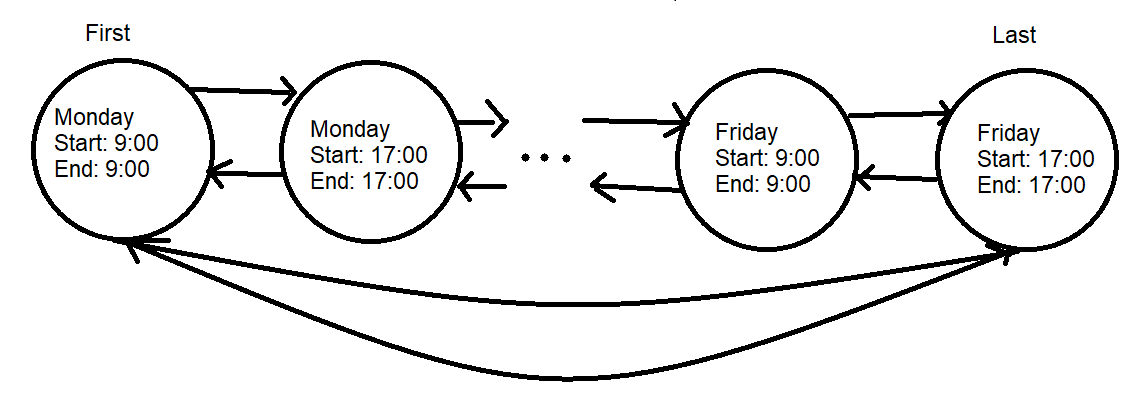 First
Last
Monday
Start: 9:00
End: 9:00
Monday
Start: 17:00
End: 17:00
...
Friday
Start: 9:00
End: 9:00
Friday
Start: 17:00
End: 17:00